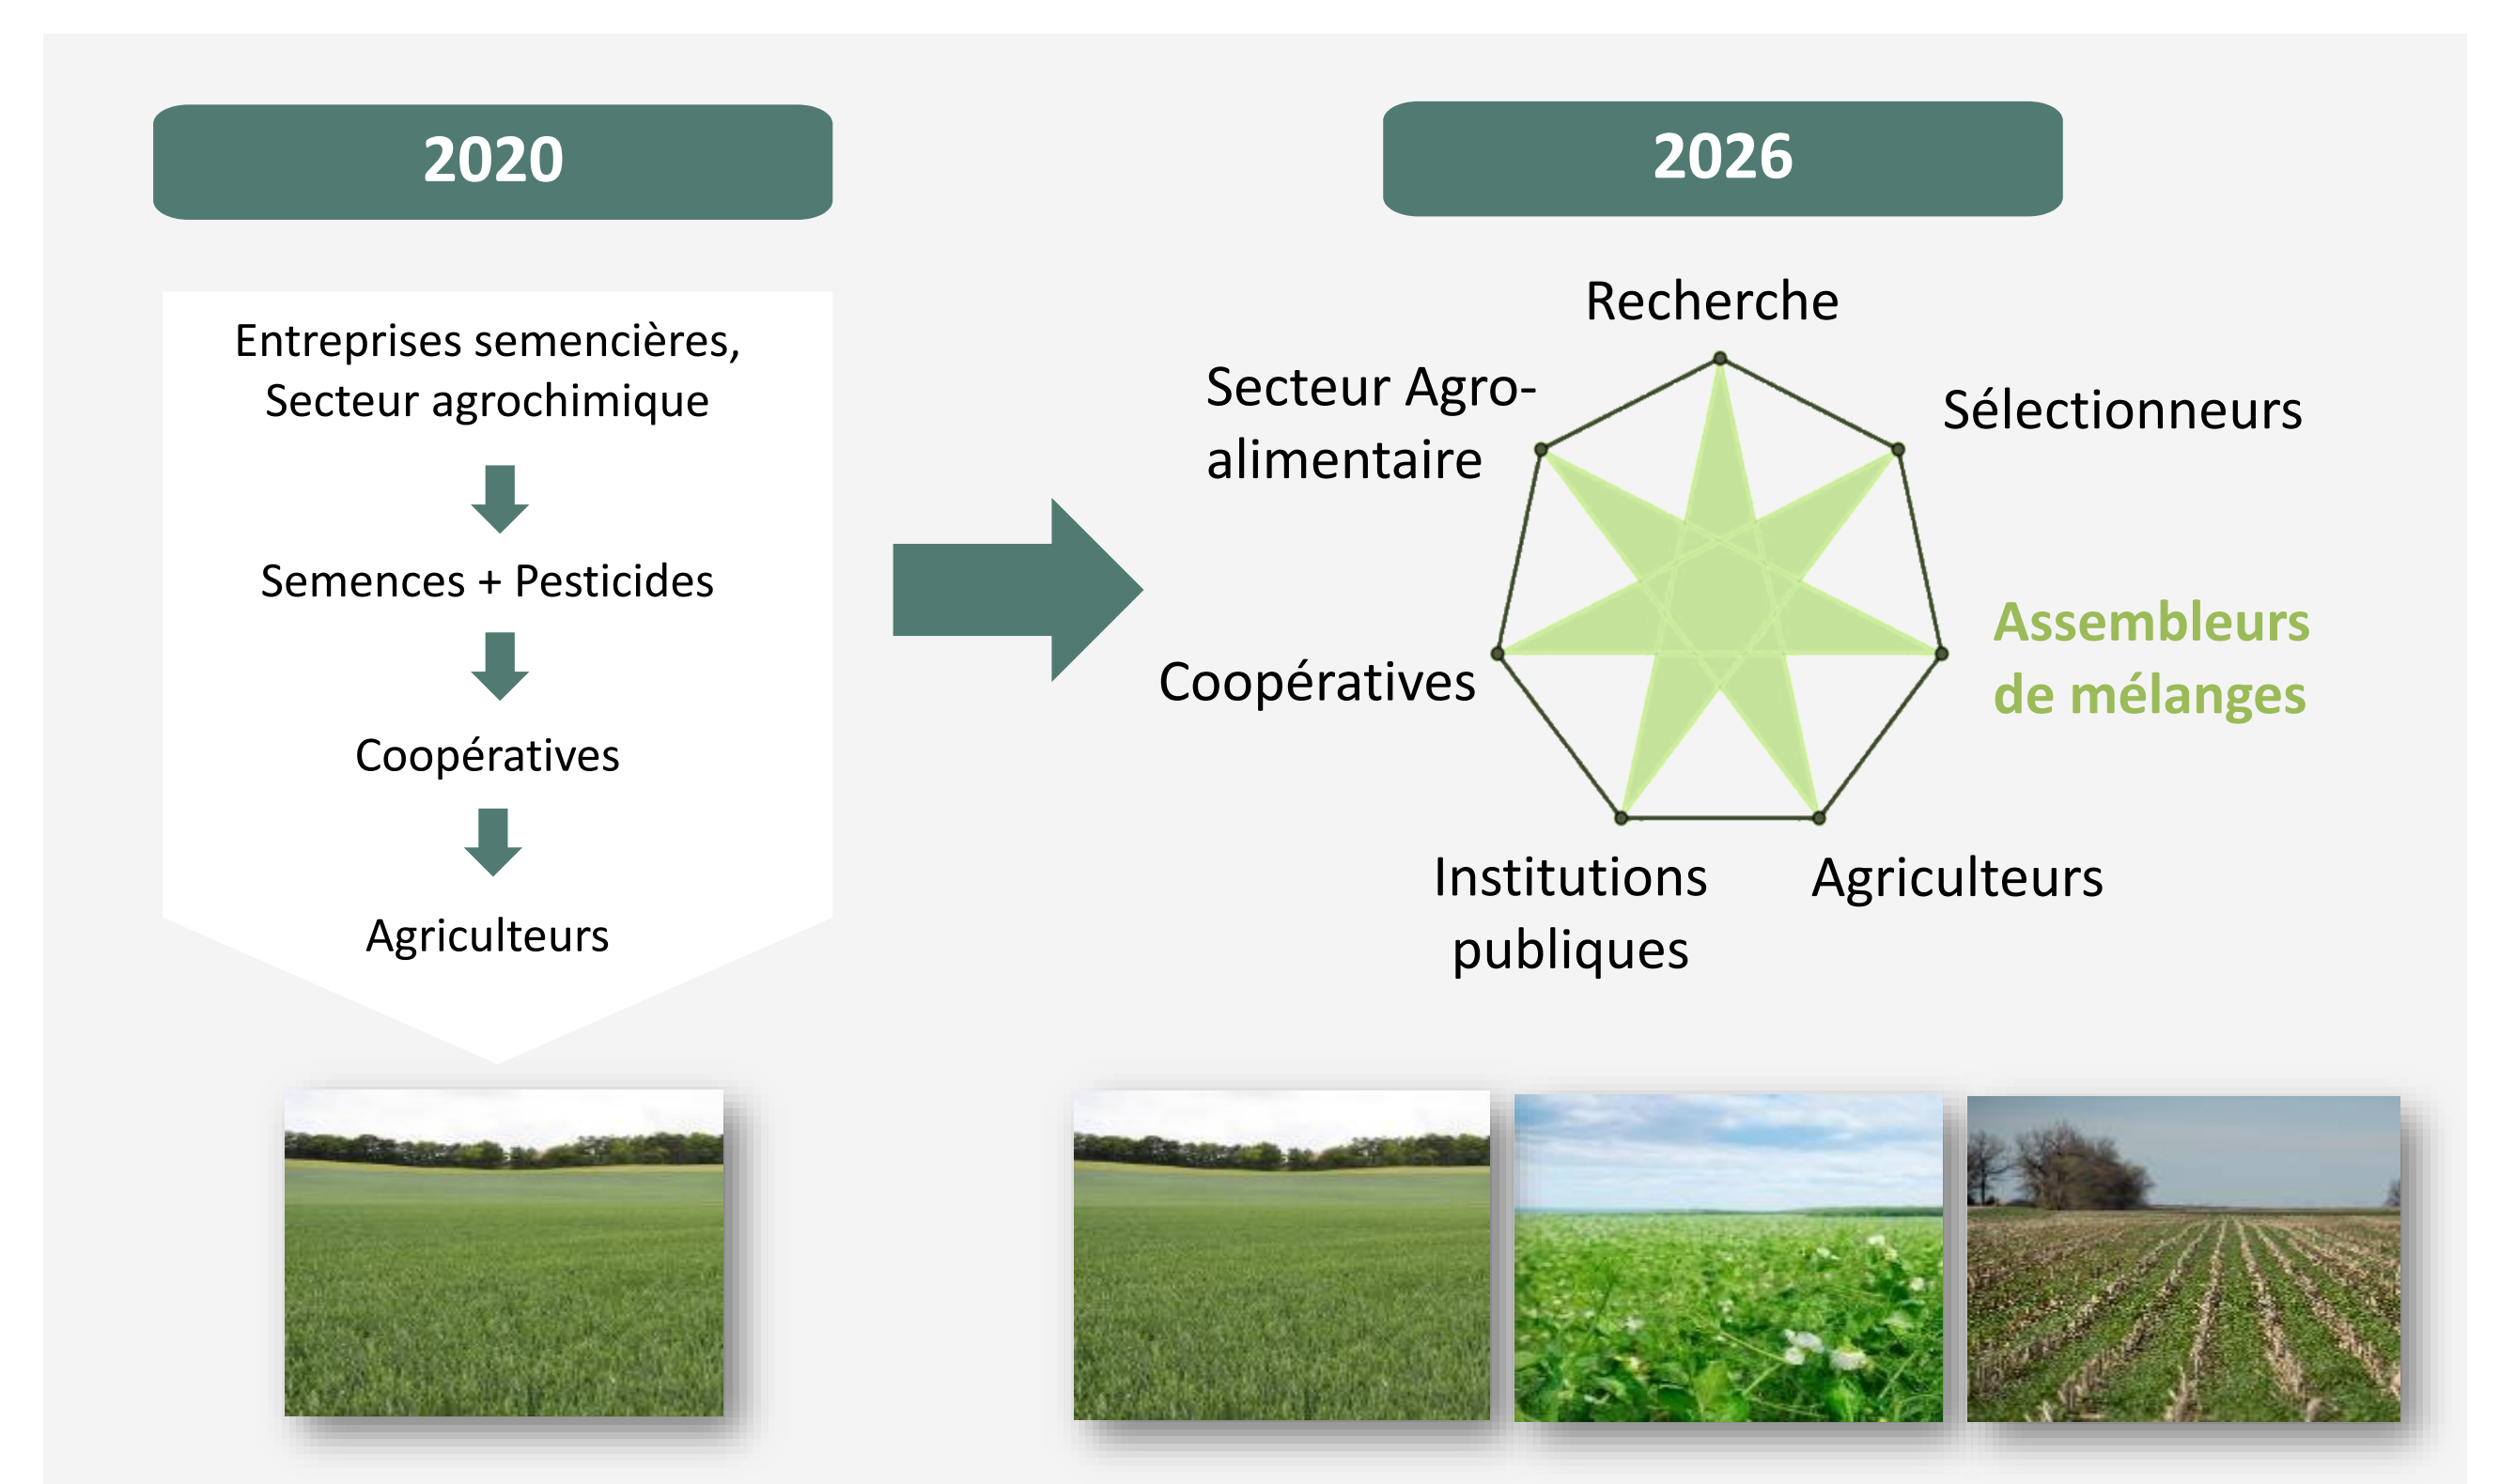 2020
Entreprises semencières,
Secteur agrochimique
Semences + Pesticides
Coopératives
Agriculteurs
2026
Recherche
Secteur Agro-
alimentaire
Sélectionneurs
Assembleurs
de mélanges
Coopératives
Institutions
publiques
Agriculteurs